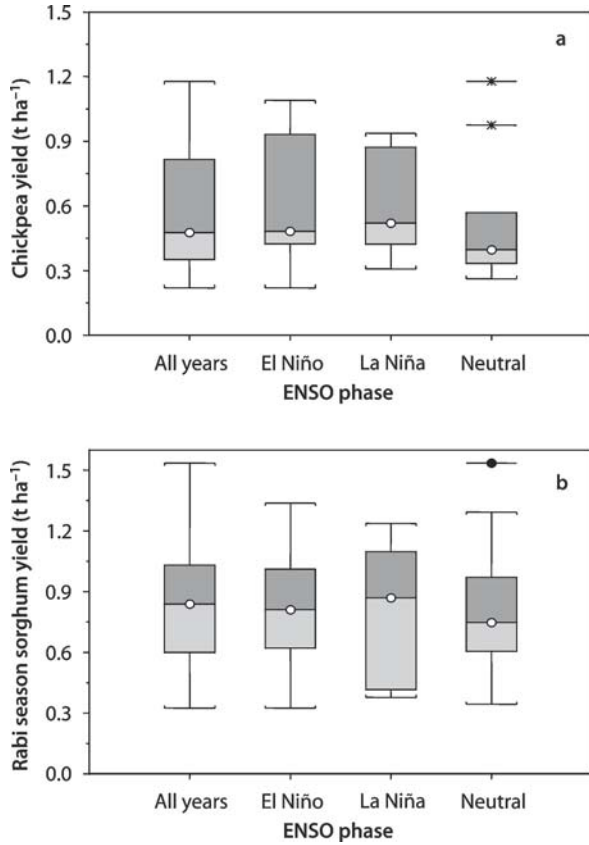 1.5
a
1.2
0.9
0.6
0.3
0.0
Chickpea yield (t ha⁻¹)
All years El Niño La Niña Neutral
ENSO phase
1.5
b
1.2
0.9
0.6
0.3
0.0
Rabi season sorghum yield (t ha⁻¹)
All years El Niño La Niña Neutral
ENSO phase